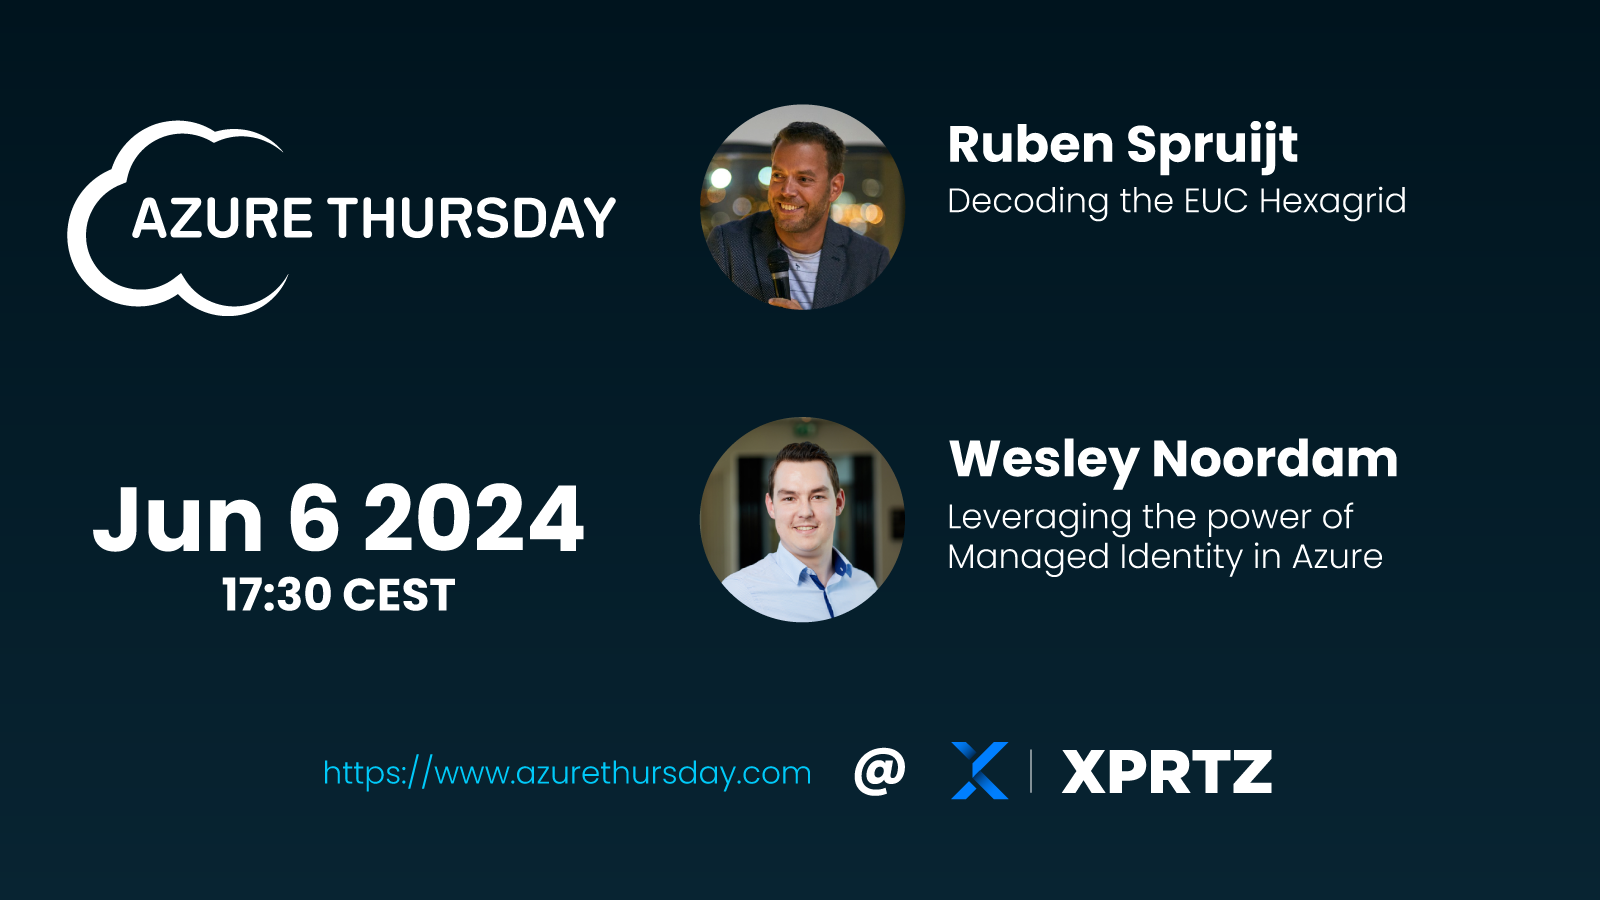 AZURE THURSDAY
Ruben Spruijt
Decoding the EUC Hexagrid
Jun 6 2024
17:30 CEST
Wesley Noordam
Leveraging the power of
Managed Identity in Azure
https://www.azurethursday.com @ X | XPRTZ